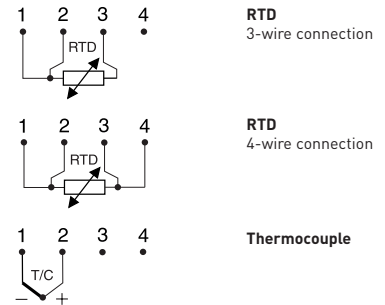 1 2 3 4
RTD
RTD
3-wire connection
1 2 3 4
RTD
RTD
4-wire connection
1 2 3 4
T/C
– +
Thermocouple